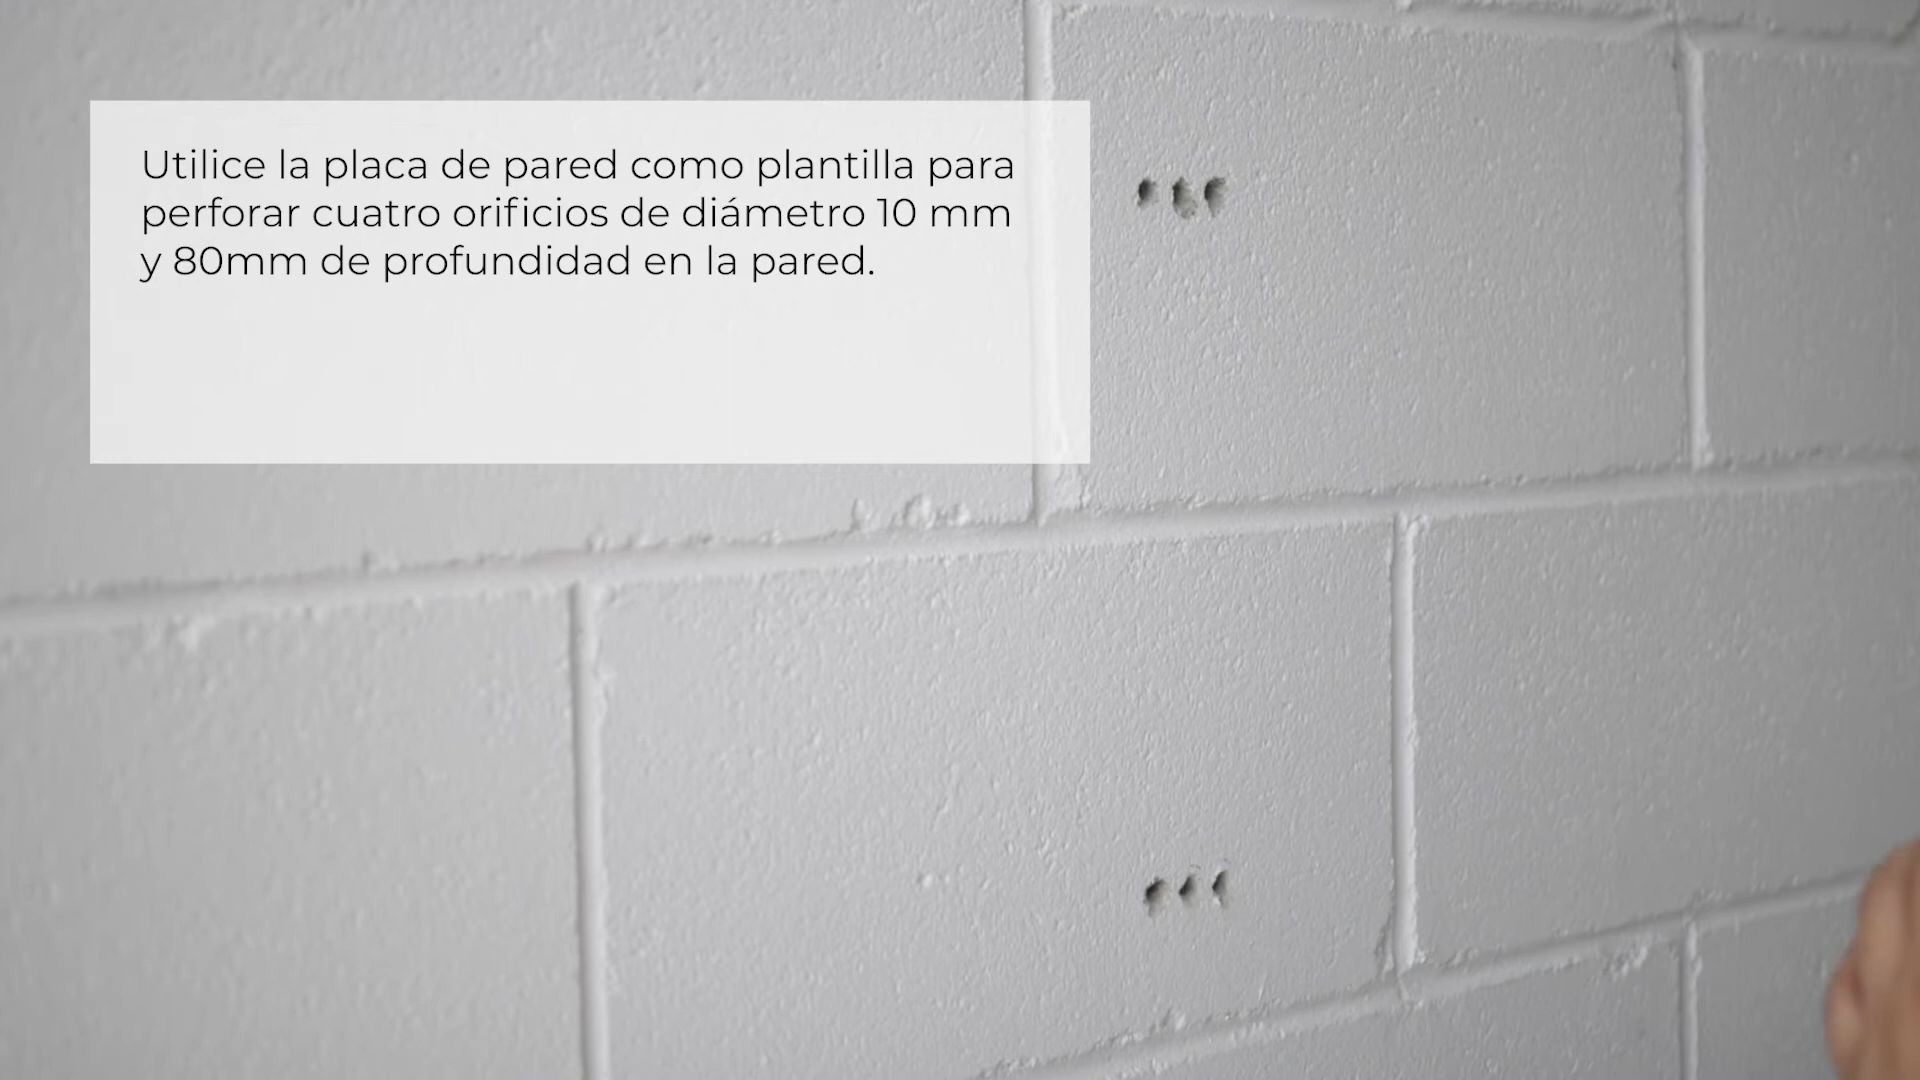 Utilice la placa de pared como plantilla para
perforar cuatro orificios de diámetro 10 mm
y 80mm de profundidad en la pared.